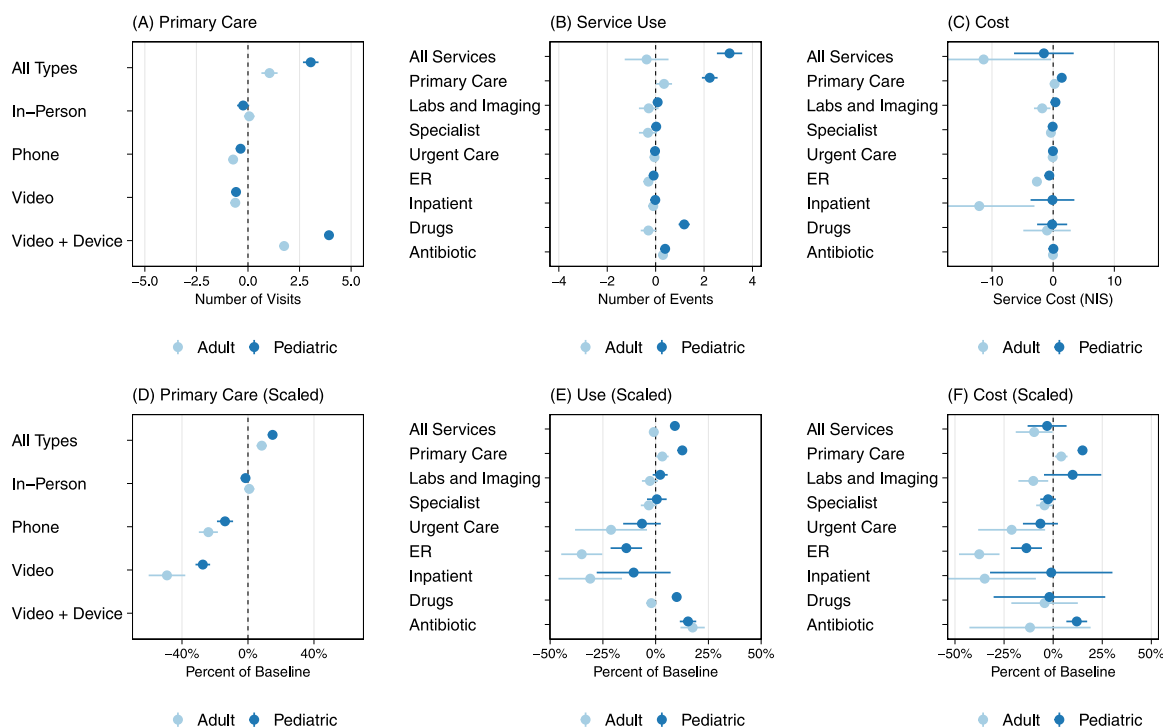 (A) Primary Care
All Types
In−Person
Phone
Video
Video + Device
−5.0 −2.5 0.0 2.5 5.0
Number of Visits
Adult Pediatric
(B) Service Use
All Services
Primary Care
Labs and Imaging
Specialist
Urgent Care
ER
Inpatient
Drugs
Antibiotic
−4 −2 0 2 4
Number of Events
Adult Pediatric
(C) Cost
All Services
Primary Care
Labs and Imaging
Specialist
Urgent Care
ER
Inpatient
Drugs
Antibiotic
−10 0 10
Service Cost (NIS)
Adult Pediatric
(D) Primary Care (Scaled)
All Types
In−Person
Phone
Video
Video + Device
−40% 0% 40%
Percent of Baseline
Adult Pediatric
(E) Use (Scaled)
All Services
Primary Care
Labs and Imaging
Specialist
Urgent Care
ER
Inpatient
Drugs
Antibiotic
−50% −25% 0% 25% 50%
Percent of Baseline
Adult Pediatric
(F) Cost (Scaled)
All Services
Primary Care
Labs and Imaging
Specialist
Urgent Care
ER
Inpatient
Drugs
Antibiotic
−50% −25% 0% 25% 50%
Percent of Baseline
Adult Pediatric